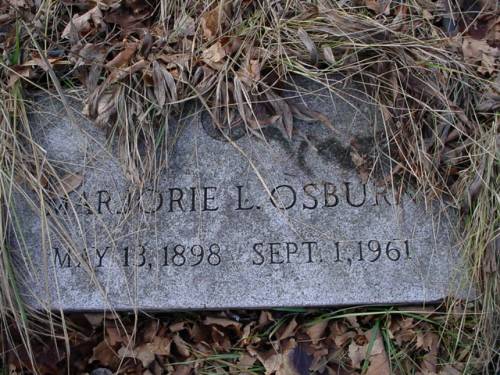 MARJORIE L. OSBURN
MAY 13, 1898 SEPT. 1, 1961